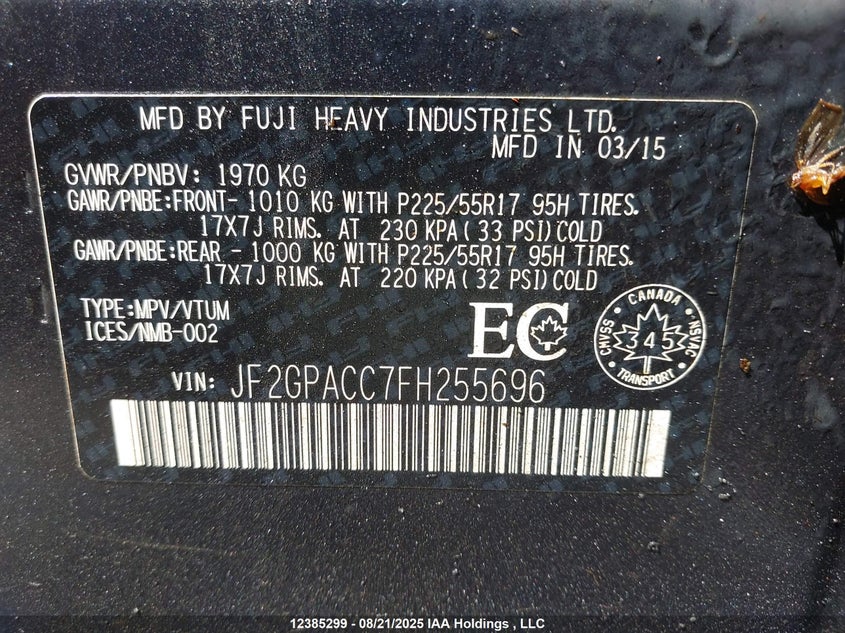 MFD BY FUJI HEAVY INDUSTRIES LTD.
MFD IN 03/15
GVWR/PNBV: 1970 KG
GAWR/PNBE:FRONT- 1010 KG WITH P225/55R17 95H TIRES.
17X7J RIMS. AT 230 KPA( 33 PSI)COLD
GAWR/PNBE:REAR - 1000 KG WITH P225/55R17 95H TIRES.
17X7J RIMS. AT 220 KPA( 32 PSI)COLD
TYPE:MPV/VTUM
ICES/NMB-002
EC
CANADA
CMVSS
345
NSVAC
TRANSPORT
VIN: JF2GPACC7FH255696
12385299 - 08/21/2025 IAA Holdings , LLC